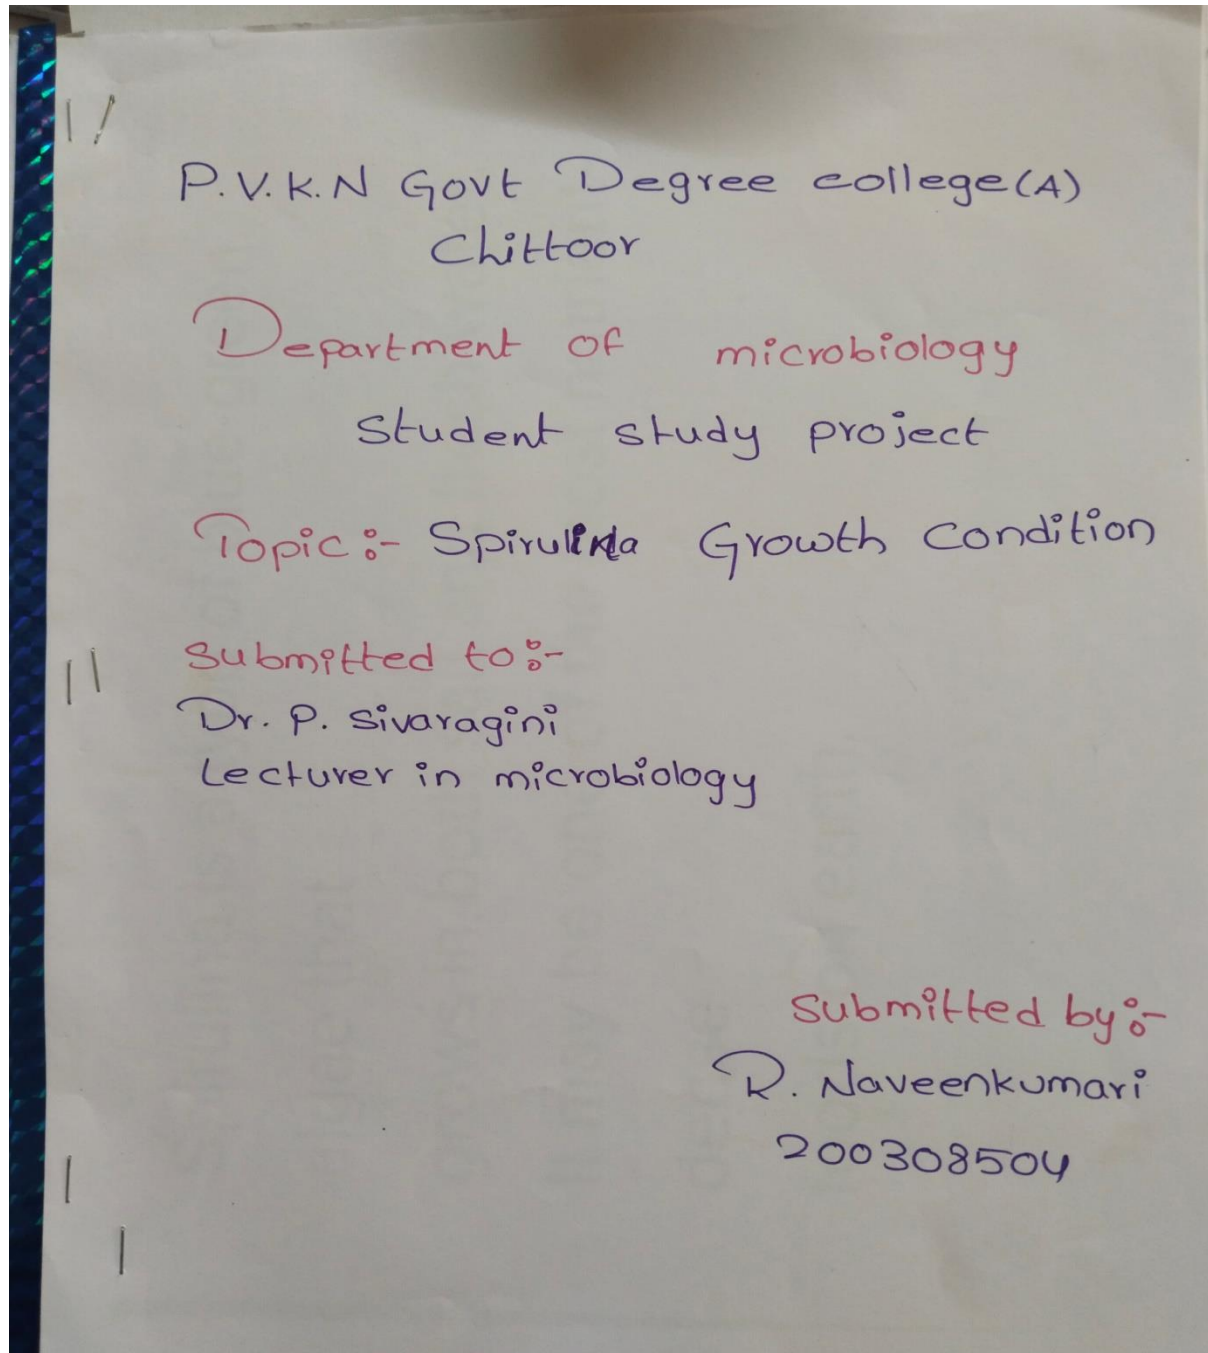 P.V.K.N Govt Degree college(A)
Chittoor
Department of microbiology
Student study project
Topic:- Spirulina Growth Condition
Submitted to:-
Dr. P. Sivaragini
Lecturer in microbiology
Submitted by:-
R. Naveenkumari
200308504